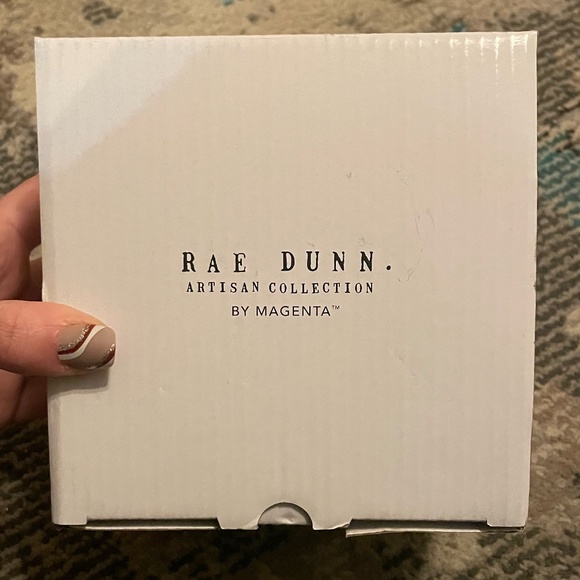 RAE DUNN.
ARTISAN COLLECTION
BY MAGENTA™